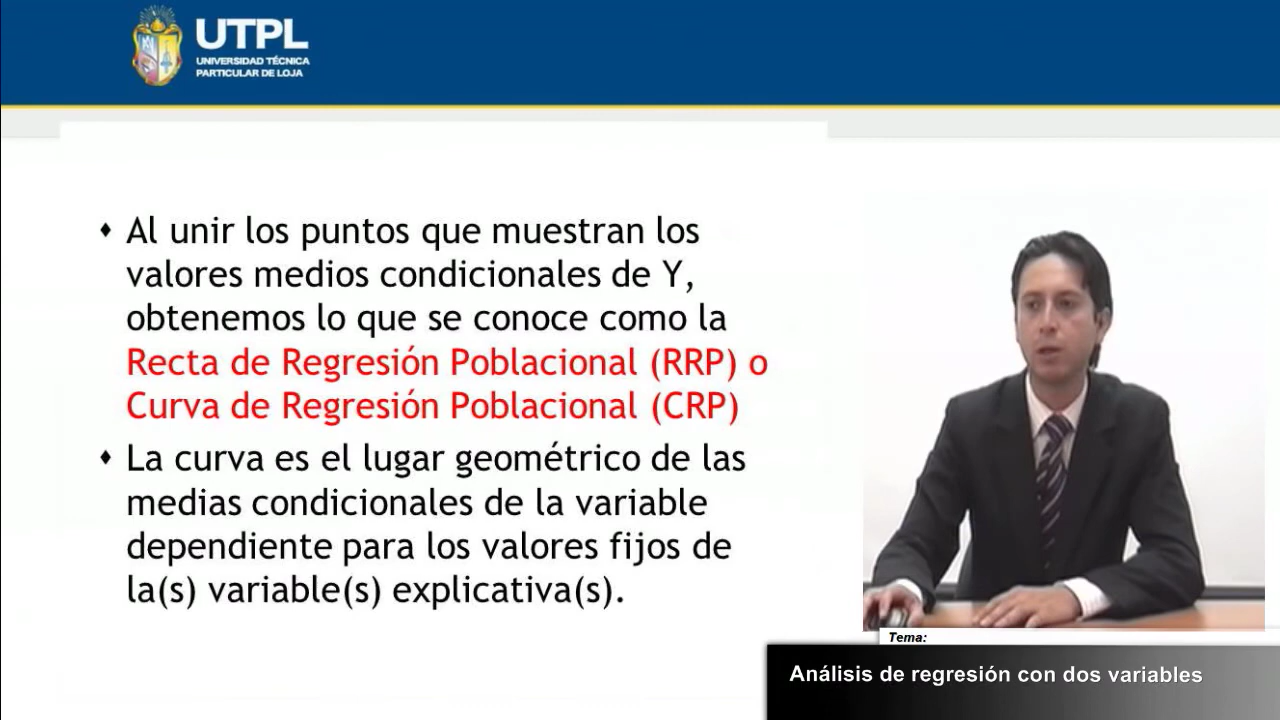 UTPL
UNIVERSIDAD TÉCNICA
PARTICULAR DE LOJA
Al unir los puntos que muestran los
valores medios condicionales de Y,
obtenemos lo que se conoce como la
Recta de Regresión Poblacional (RRP) o
Curva de Regresión Poblacional (CRP)
La curva es el lugar geométrico de las
medias condicionales de la variable
dependiente para los valores fijos de
la(s) variable(s) explicativa(s).
Tema:
Análisis de regresión con dos variables